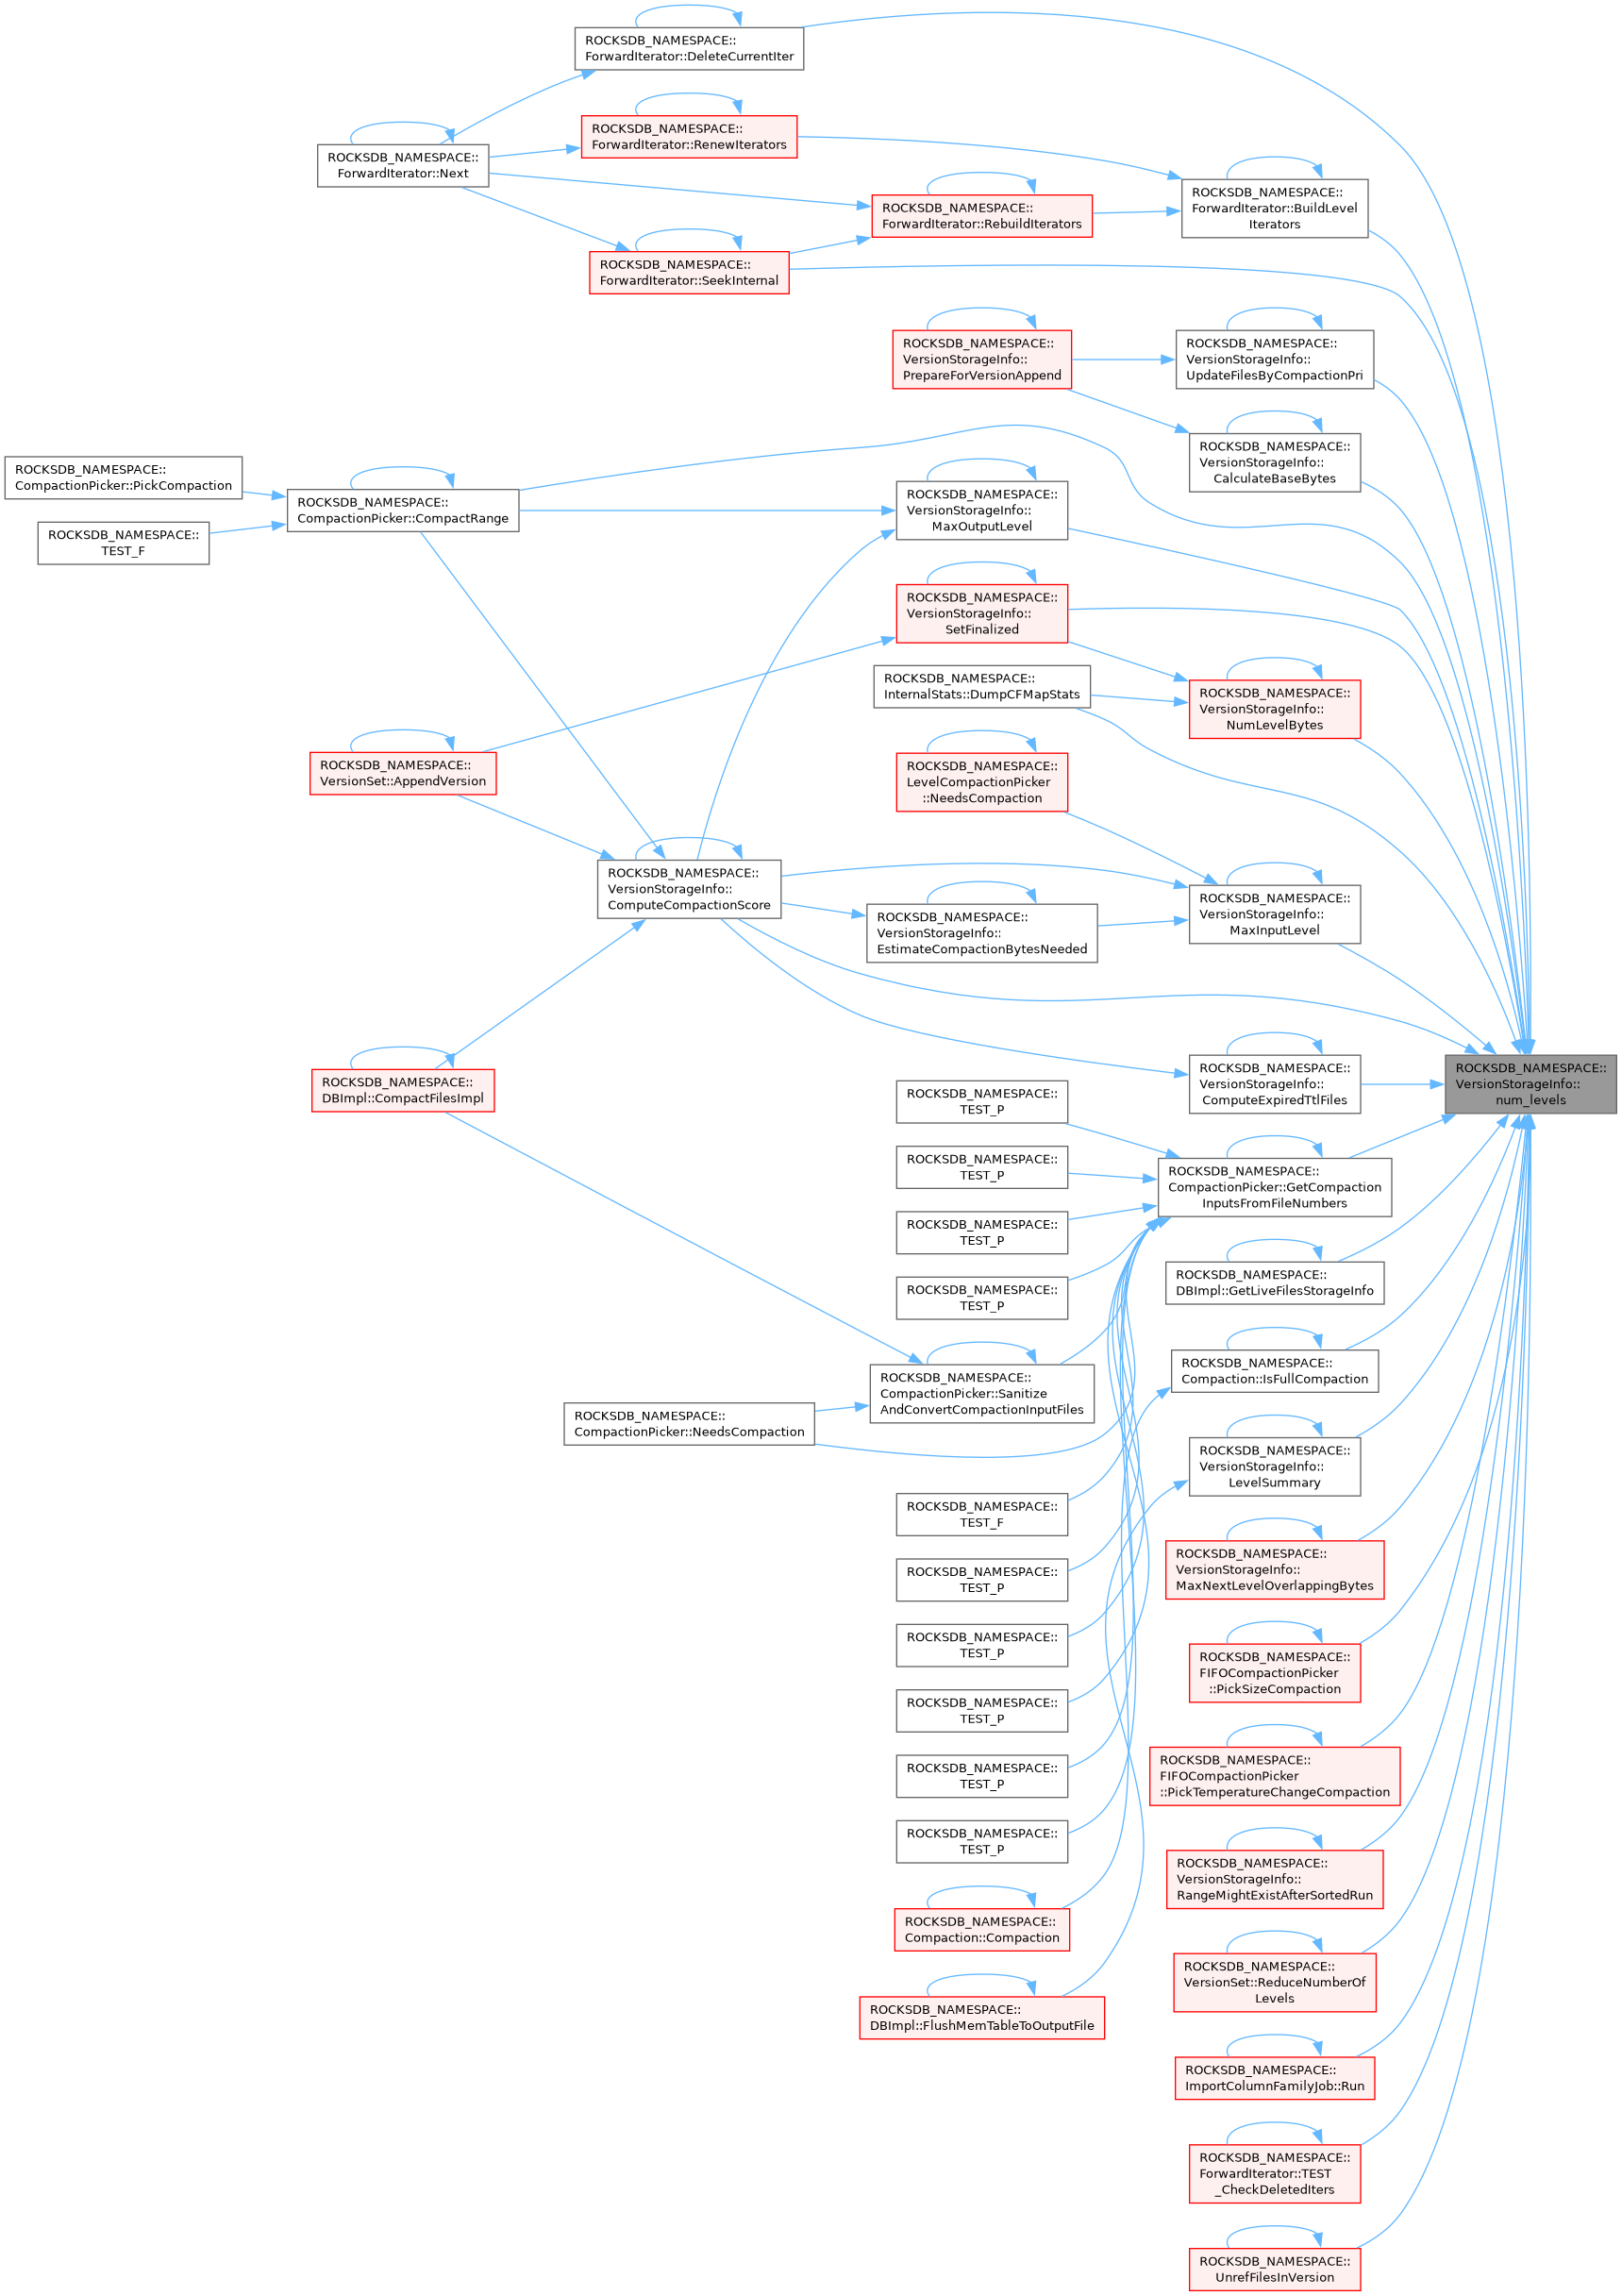 ROCKSDB_NAMESPACE::
ForwardIterator::DeleteCurrentIter
ROCKSDB_NAMESPACE::
ForwardIterator::RenewIterators
ROCKSDB_NAMESPACE::
ForwardIterator::Next
ROCKSDB_NAMESPACE::
ForwardIterator::BuildLevel
Iterators
ROCKSDB_NAMESPACE::
ForwardIterator::RebuildIterators
ROCKSDB_NAMESPACE::
ForwardIterator::SeekInternal
ROCKSDB_NAMESPACE::
VersionStorageInfo::
PrepareForVersionAppend
ROCKSDB_NAMESPACE::
VersionStorageInfo::
UpdateFilesByCompactionPri
ROCKSDB_NAMESPACE::
VersionStorageInfo::
CalculateBaseBytes
ROCKSDB_NAMESPACE::
CompactionPicker::PickCompaction
ROCKSDB_NAMESPACE::
CompactionPicker::CompactRange
ROCKSDB_NAMESPACE::
VersionStorageInfo::
MaxOutputLevel
ROCKSDB_NAMESPACE::
TEST_F
ROCKSDB_NAMESPACE::
VersionStorageInfo::
SetFinalized
ROCKSDB_NAMESPACE::
InternalStats::DumpCFMapStats
ROCKSDB_NAMESPACE::
VersionStorageInfo::
NumLevelBytes
ROCKSDB_NAMESPACE::
VersionSet::AppendVersion
ROCKSDB_NAMESPACE::
LevelCompactionPicker
::NeedsCompaction
ROCKSDB_NAMESPACE::
VersionStorageInfo::
ComputeCompactionScore
ROCKSDB_NAMESPACE::
VersionStorageInfo::
EstimateCompactionBytesNeeded
ROCKSDB_NAMESPACE::
VersionStorageInfo::
MaxInputLevel
ROCKSDB_NAMESPACE::
DBImpl::CompactFilesImpl
ROCKSDB_NAMESPACE::
VersionStorageInfo::
ComputeExpiredTtlFiles
ROCKSDB_NAMESPACE::
VersionStorageInfo::
num_levels
ROCKSDB_NAMESPACE::
TEST_P
ROCKSDB_NAMESPACE::
TEST_P
ROCKSDB_NAMESPACE::
CompactionPicker::GetCompaction
InputsFromFileNumbers
ROCKSDB_NAMESPACE::
TEST_P
ROCKSDB_NAMESPACE::
TEST_P
ROCKSDB_NAMESPACE::
DBImpl::GetLiveFilesStorageInfo
ROCKSDB_NAMESPACE::
CompactionPicker::Sanitize
AndConvertCompactionInputFiles
ROCKSDB_NAMESPACE::
Compaction::IsFullCompaction
ROCKSDB_NAMESPACE::
CompactionPicker::NeedsCompaction
ROCKSDB_NAMESPACE::
VersionStorageInfo::
LevelSummary
ROCKSDB_NAMESPACE::
TEST_F
ROCKSDB_NAMESPACE::
TEST_P
ROCKSDB_NAMESPACE::
VersionStorageInfo::
MaxNextLevelOverlappingBytes
ROCKSDB_NAMESPACE::
TEST_P
ROCKSDB_NAMESPACE::
FIFOCompactionPicker
::PickSizeCompaction
ROCKSDB_NAMESPACE::
TEST_P
ROCKSDB_NAMESPACE::
TEST_P
ROCKSDB_NAMESPACE::
FIFOCompactionPicker
::PickTemperatureChangeCompaction
ROCKSDB_NAMESPACE::
TEST_P
ROCKSDB_NAMESPACE::
VersionStorageInfo::
RangeMightExistAfterSortedRun
ROCKSDB_NAMESPACE::
Compaction::Compaction
ROCKSDB_NAMESPACE::
VersionSet::ReduceNumberOf
Levels
ROCKSDB_NAMESPACE::
DBImpl::FlushMemTableToOutputFile
ROCKSDB_NAMESPACE::
ImportColumnFamilyJob::Run
ROCKSDB_NAMESPACE::
ForwardIterator::TEST
_CheckDeletedIters
ROCKSDB_NAMESPACE::
UnrefFilesInVersion